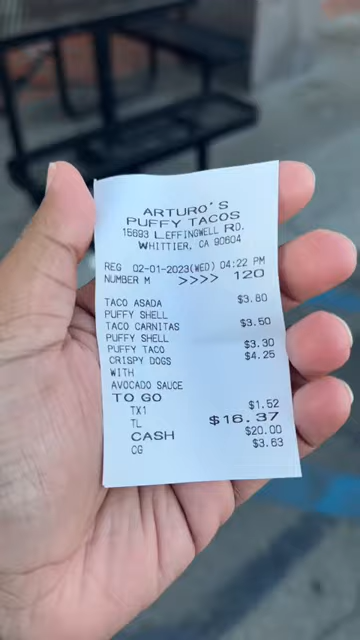 ARTURO'S
PUFFY TACOS
15693 LEFFINGWELL RD.
WHITTIER, CA 90604
REG 02-01-2023(WED) 04:22 PM
NUMBER M >>>> 120
TACO ASADA $3.80
PUFFY SHELL
TACO CARNITAS $3.50
PUFFY SHELL
PUFFY TACO $3.30
CRISPY DOGS $4.25
WITH
AVOCADO SAUCE
TO GO
TX1 $1.52
TL $16.37
CASH $20.00
CG $3.63